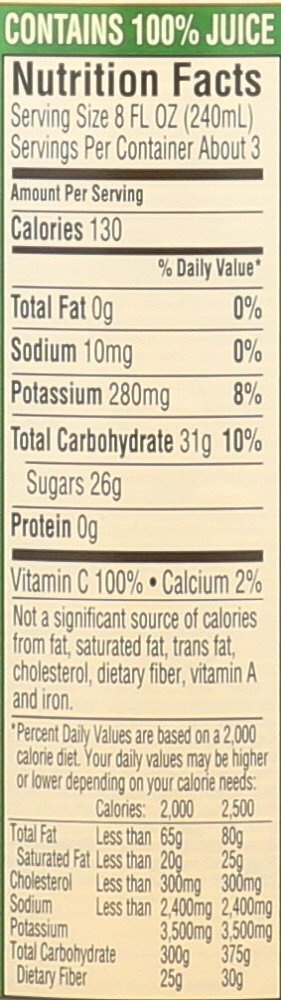 CONTAINS 100% JUICE
Nutrition Facts
Serving Size 8 FL OZ (240mL)
Servings Per Container About 3
Amount Per Serving
Calories 130
% Daily Value*
Total Fat 0g 0%
Sodium 10mg 0%
Potassium 280mg 8%
Total Carbohydrate 31g 10%
Sugars 26g
Protein 0g
Vitamin C 100% • Calcium 2%
Not a significant source of calories
from fat, saturated fat, trans fat,
cholesterol, dietary fiber, vitamin A
and iron.
*Percent Daily Values are based on a 2,000
calorie diet. Your daily values may be higher
or lower depending on your calorie needs:
Calories: 2,000 2,500
Total Fat Less than 65g 80g
Saturated Fat Less than 20g 25g
Cholesterol Less than 300mg 300mg
Sodium Less than 2,400mg 2,400mg
Potassium 3,500mg 3,500mg
Total Carbohydrate 300g 375g
Dietary Fiber 25g 30g